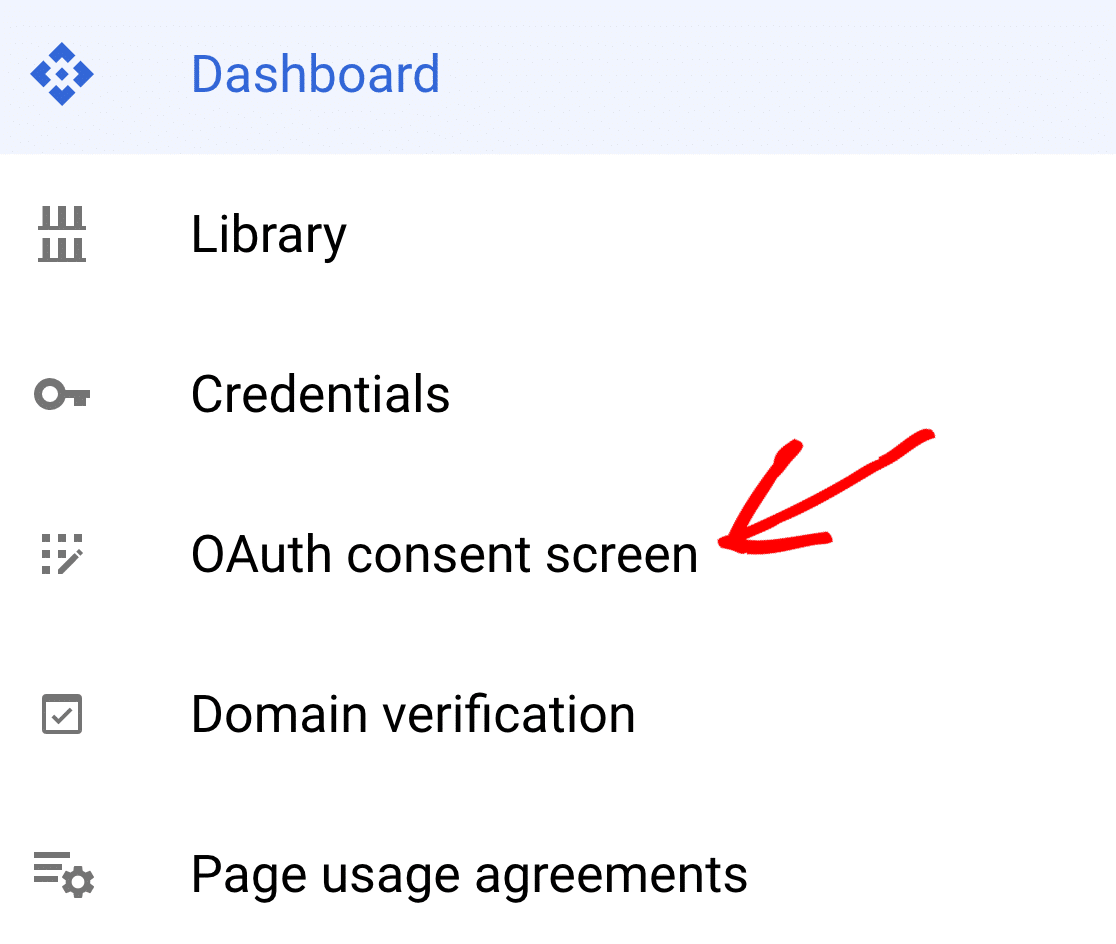 Dashboard
Library
Credentials
OAuth consent screen
Domain verification
Page usage agreements